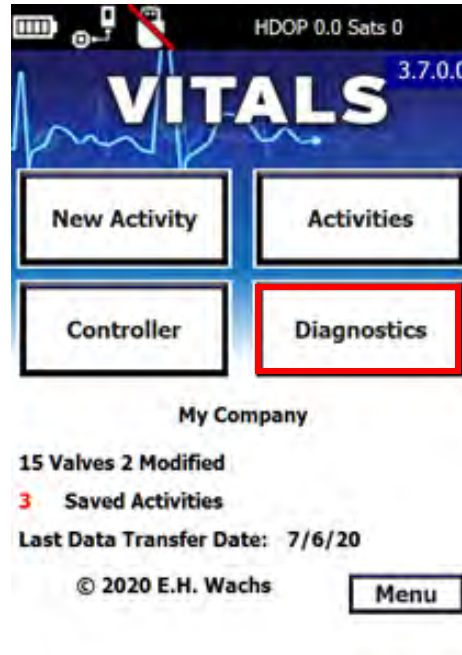 HDOP 0.0 Sats 0
3.7.0.0
VITALS
New Activity
Activities
Controller
Diagnostics
My Company
15 Valves 2 Modified
3 Saved Activities
Last Data Transfer Date: 7/6/20
© 2020 E.H. Wachs
Menu